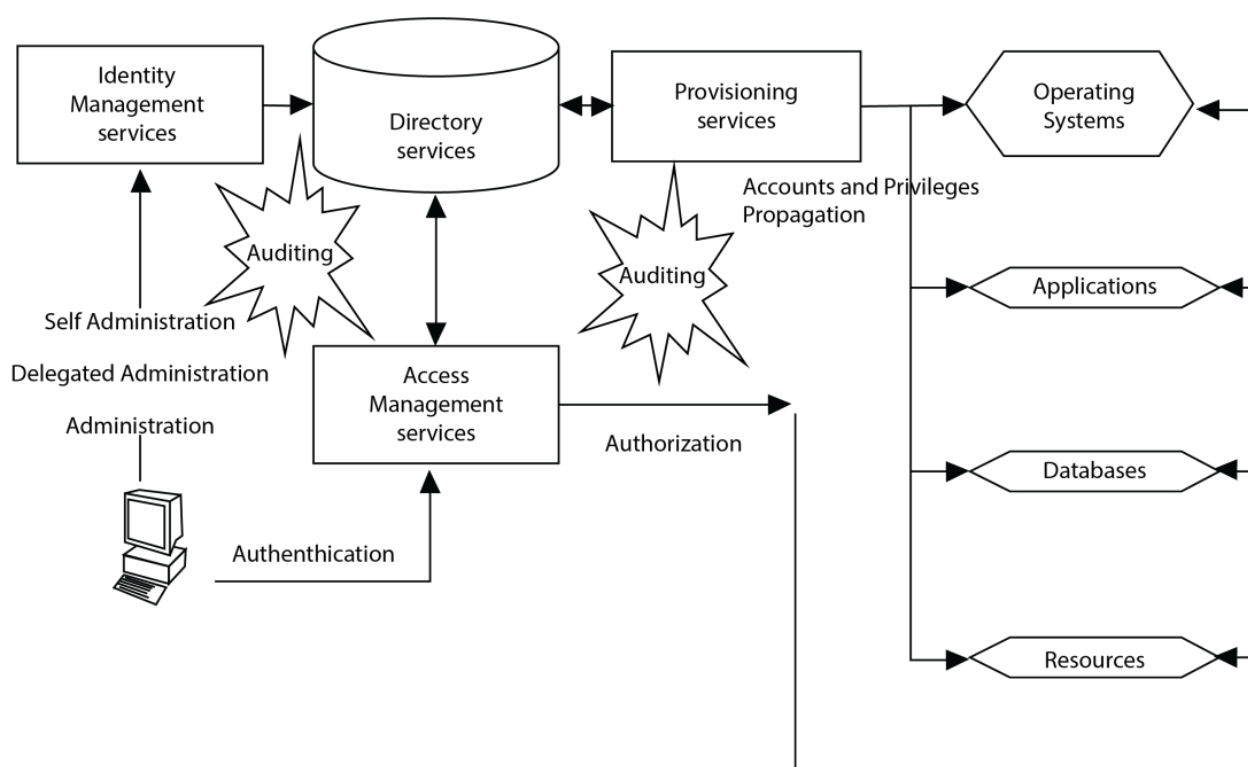 Identity
Management
services
Directory
services
Provisioning
services
Operating
Systems
Auditing
Accounts and Privileges
Propagation
Auditing
Applications
Self Administration
Delegated Administration
Administration
Access
Management
services
Authorization
Databases
Authenthication
Resources